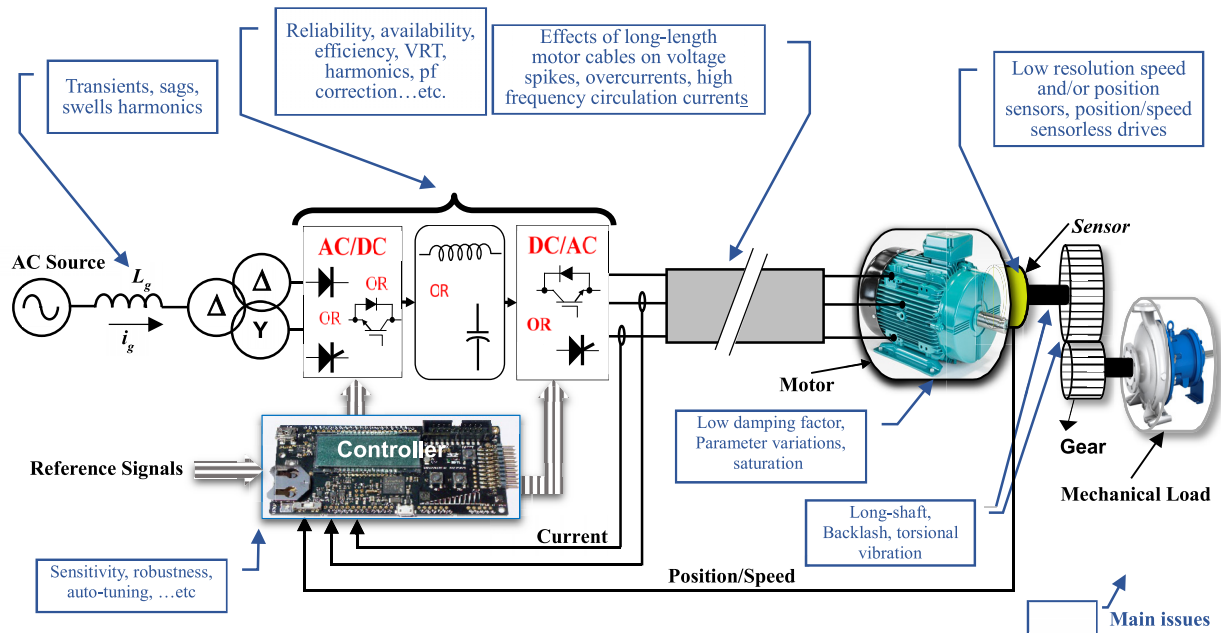 Transients, sags,
swells harmonics
Reliability, availability,
efficiency, VRT,
harmonics, pf
correction…etc.
Effects of long-length
motor cables on voltage
spikes, overcurrents, high
frequency circulation currents
Low resolution speed
and/or position
sensors, position/speed
sensorless drives
AC Source
Lg
ig
Δ
Δ
Y
AC/DC
OR
OR
OR
DC/AC
OR
Motor
Sensor
Gear
Mechanical Load
Low damping factor,
Parameter variations,
saturation
Long-shaft,
Backlash, torsional
vibration
Reference Signals
Controller
Current
Position/Speed
Sensitivity, robustness,
auto-tuning, …etc
Main issues